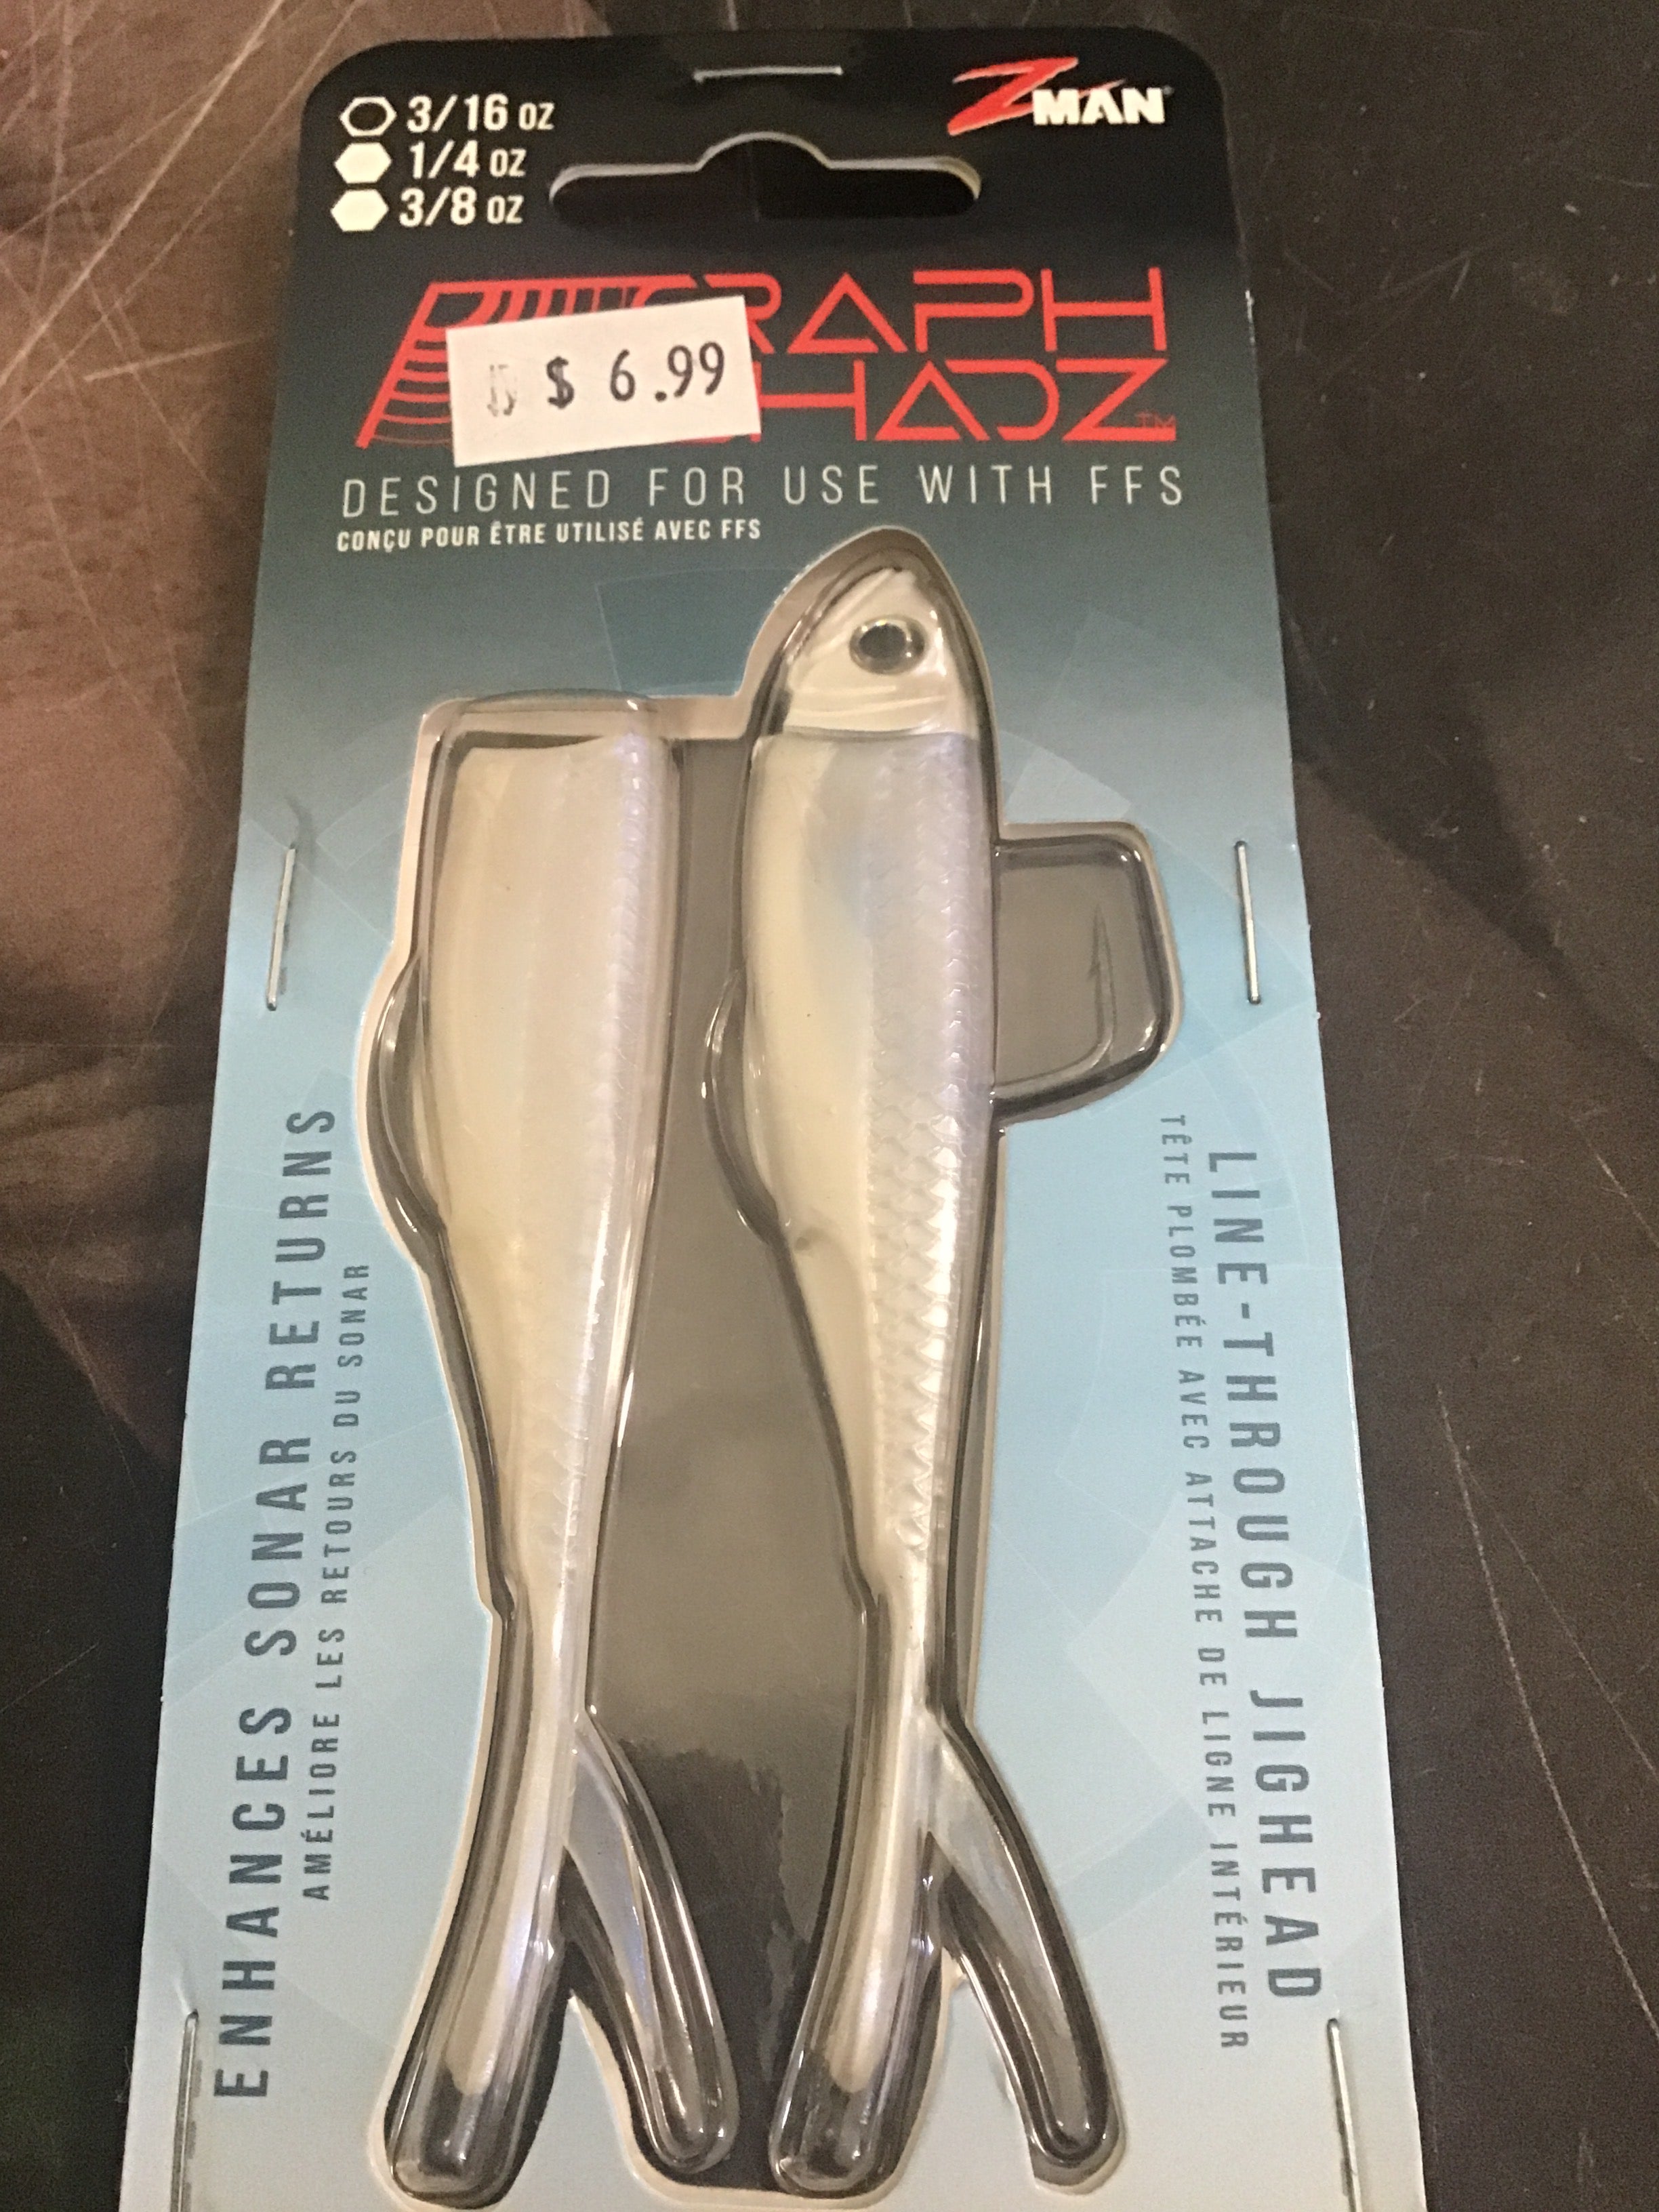 3/16 OZ
1/4 OZ
3/8 OZ
ZMAN
RAPH
HADZ™
$ 6.99
DESIGNED FOR USE WITH FFS
CONÇU POUR ÊTRE UTILISÉ AVEC FFS
ENHANCES SONAR RETURNS
AMÉLIORE LES RETOURS DU SONAR
LINE-THROUGH JIGHEAD
TÊTE PLOMBÉE AVEC ATTACHE DE LIGNE INTÉRIEUR